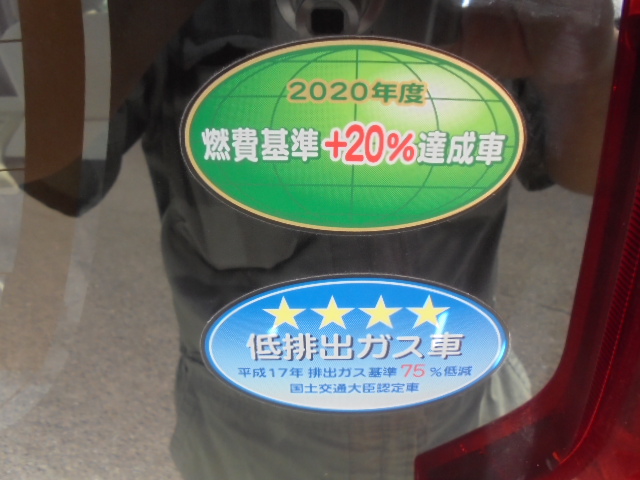 2020年度
燃費基準+20%達成車
★★★★
低排出ガス車
平成17年 排出ガス基準75%低減
国土交通大臣認定車